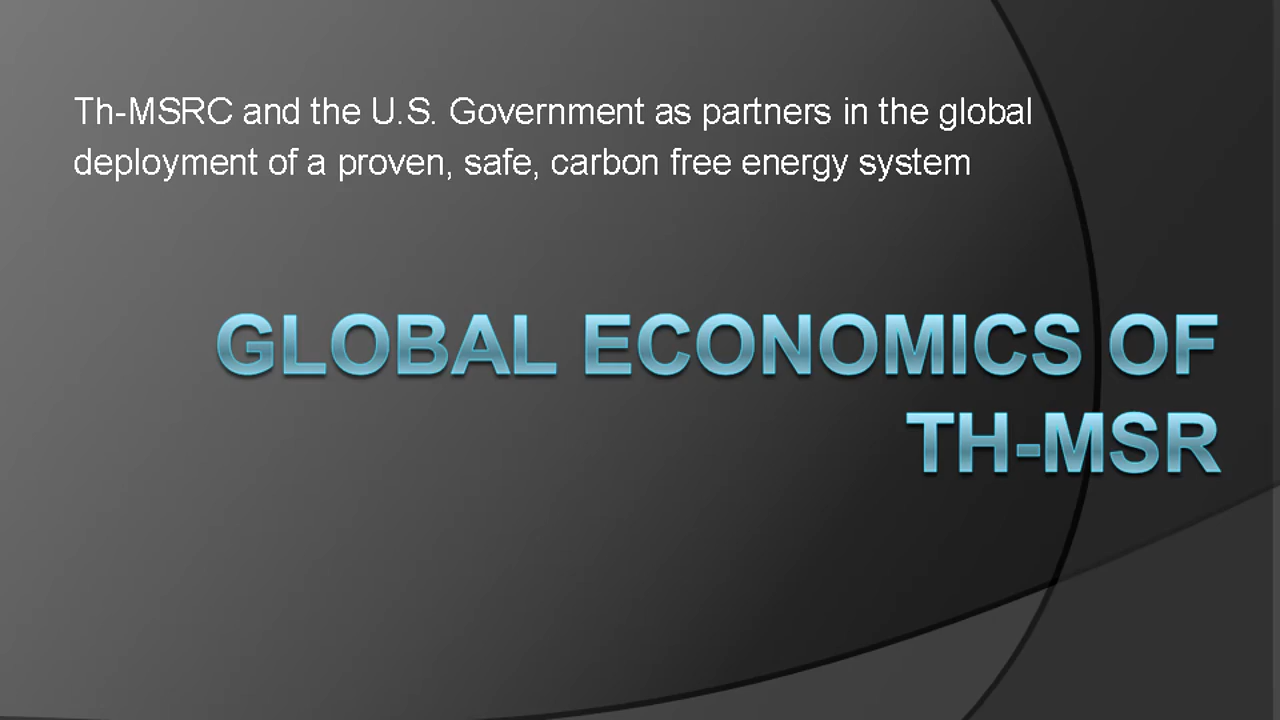 Th-MSRC and the U.S. Government as partners in the global
deployment of a proven, safe, carbon free energy system
GLOBAL ECONOMICS OF
TH-MSR